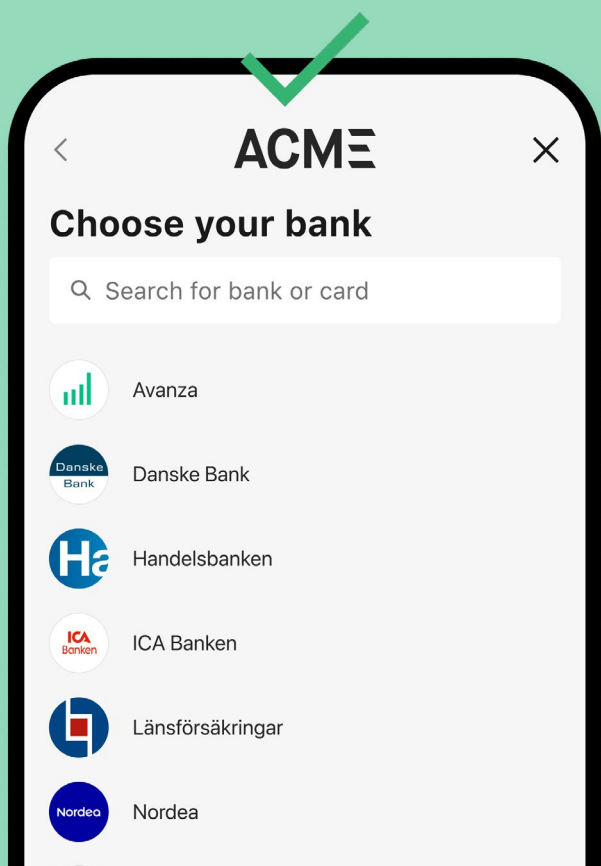 ACME
Choose your bank
Search for bank or card
Avanza
Danske
Bank
Danske Bank
Ha
Handelsbanken
ICA
Banken
ICA Banken
Länsförsäkringar
Nordea
Nordea